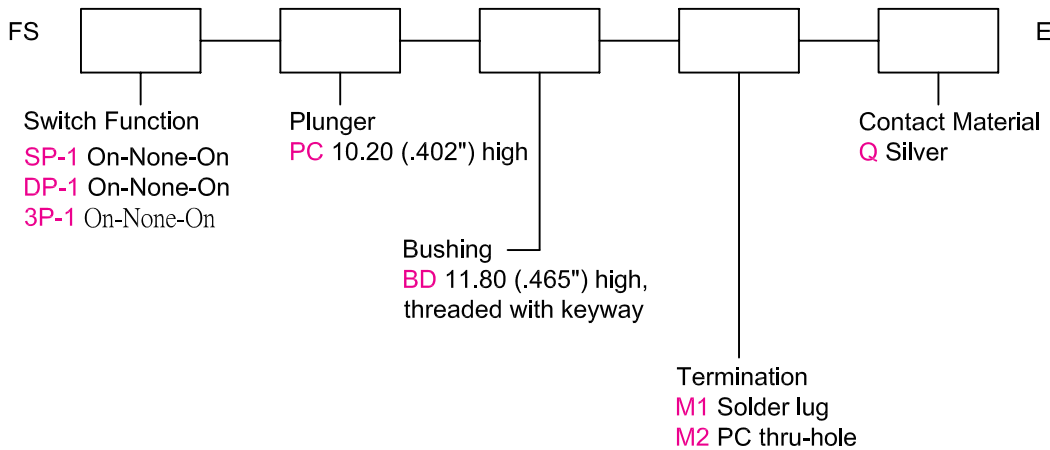 FS
E
Switch Function
SP-1 On-None-On
DP-1 On-None-On
3P-1 On-None-On
Plunger
PC 10.20 (.402") high
Bushing
BD 11.80 (.465") high,
threaded with keyway
Termination
M1 Solder lug
M2 PC thru-hole
Contact Material
Q Silver